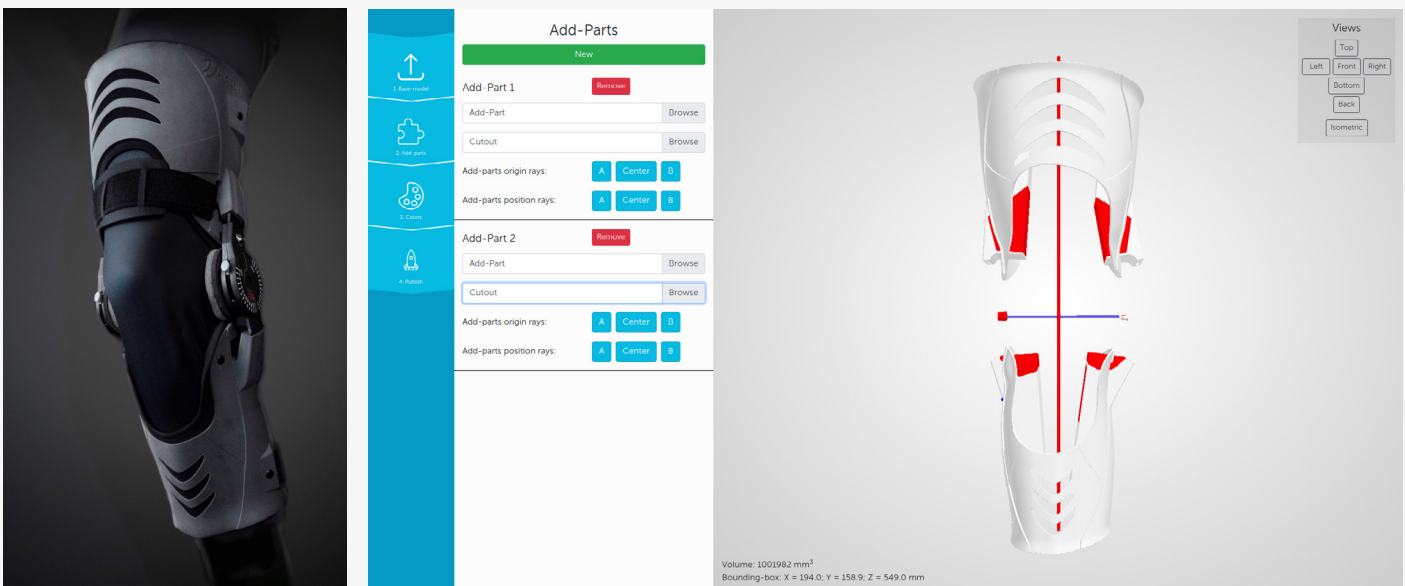 1. Base-model
2. Add parts
3. Colors
4. Publish
Add-Parts
New
Add-Part 1 Remove
Add-Part Browse
Cutout Browse
Add-parts origin rays: A Center B
Add-parts position rays: A Center B
Add-Part 2 Remove
Add-Part Browse
Cutout Browse
Add-parts origin rays: A Center B
Add-parts position rays: A Center B
Views
Top
Left Front Right
Bottom
Back
Isometric
Volume: 1001982 mm³
Bounding-box: X = 194.0; Y = 158.9; Z = 549.0 mm